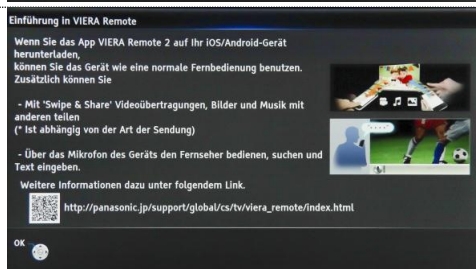 Einführung in VIERA Remote
Wenn Sie das App VIERA Remote 2 auf Ihr iOS/Android-Gerät
herunterladen,
können Sie das Gerät wie eine normale Fernbedienung benutzen.
Zusätzlich können Sie
- Mit 'Swipe & Share' Videoübertragungen, Bilder und Musik mit
anderen teilen
(* Ist abhängig von der Art der Sendung)
- Über das Mikrofon des Geräts den Fernseher bedienen, suchen und
Text eingeben.
Weitere Informationen dazu unter folgendem Link.
http://panasonic.jp/support/global/cs/tv/viera_remote/index.html
OK